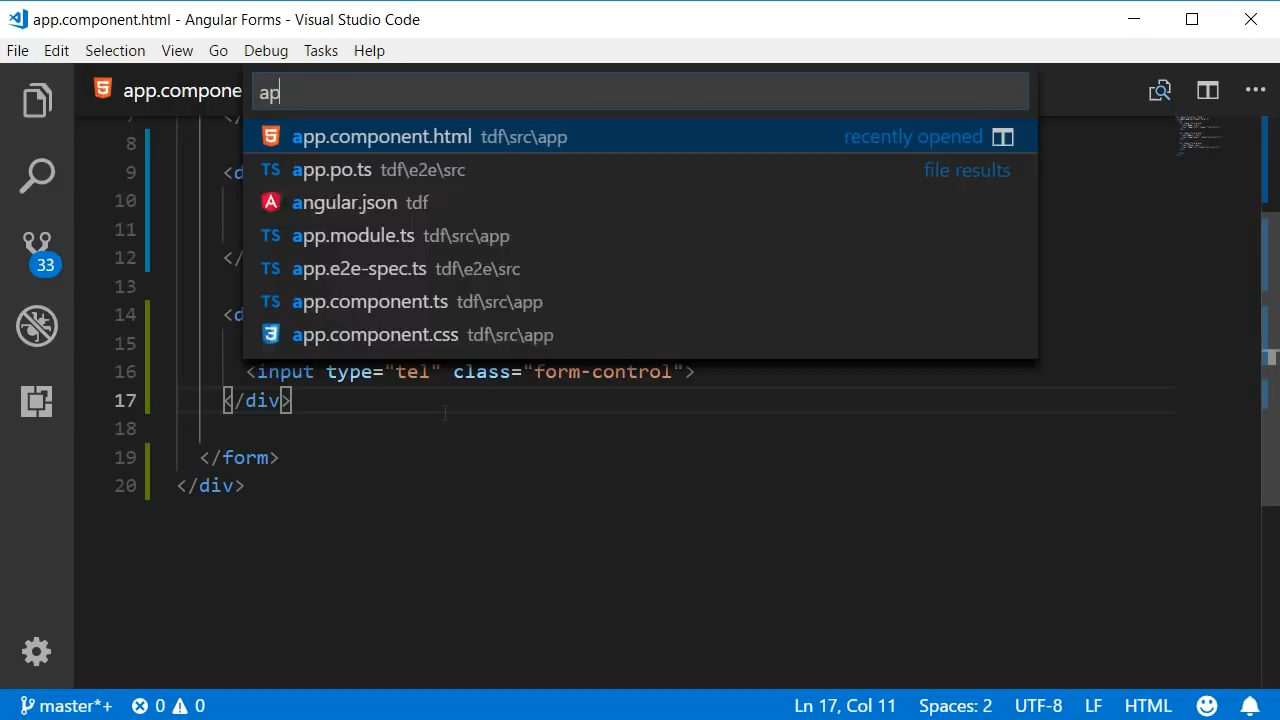 app.component.html - Angular Forms - Visual Studio Code
File Edit Selection View Go Debug Tasks Help
app.compone
ap
app.component.html tdf\src\app recently opened
app.po.ts tdf\e2e\src file results
angular.json tdf
app.module.ts tdf\src\app
app.e2e-spec.ts tdf\e2e\src
app.component.ts tdf\src\app
app.component.css tdf\src\app
8
9 <d
10
11
12 </
13
14 <d
15
16 <input type="tel" class="form-control">
17 </div>
18
19 </form>
20 </div>
33
master*+ 0 0 Ln 17, Col 11 Spaces: 2 UTF-8 LF HTML